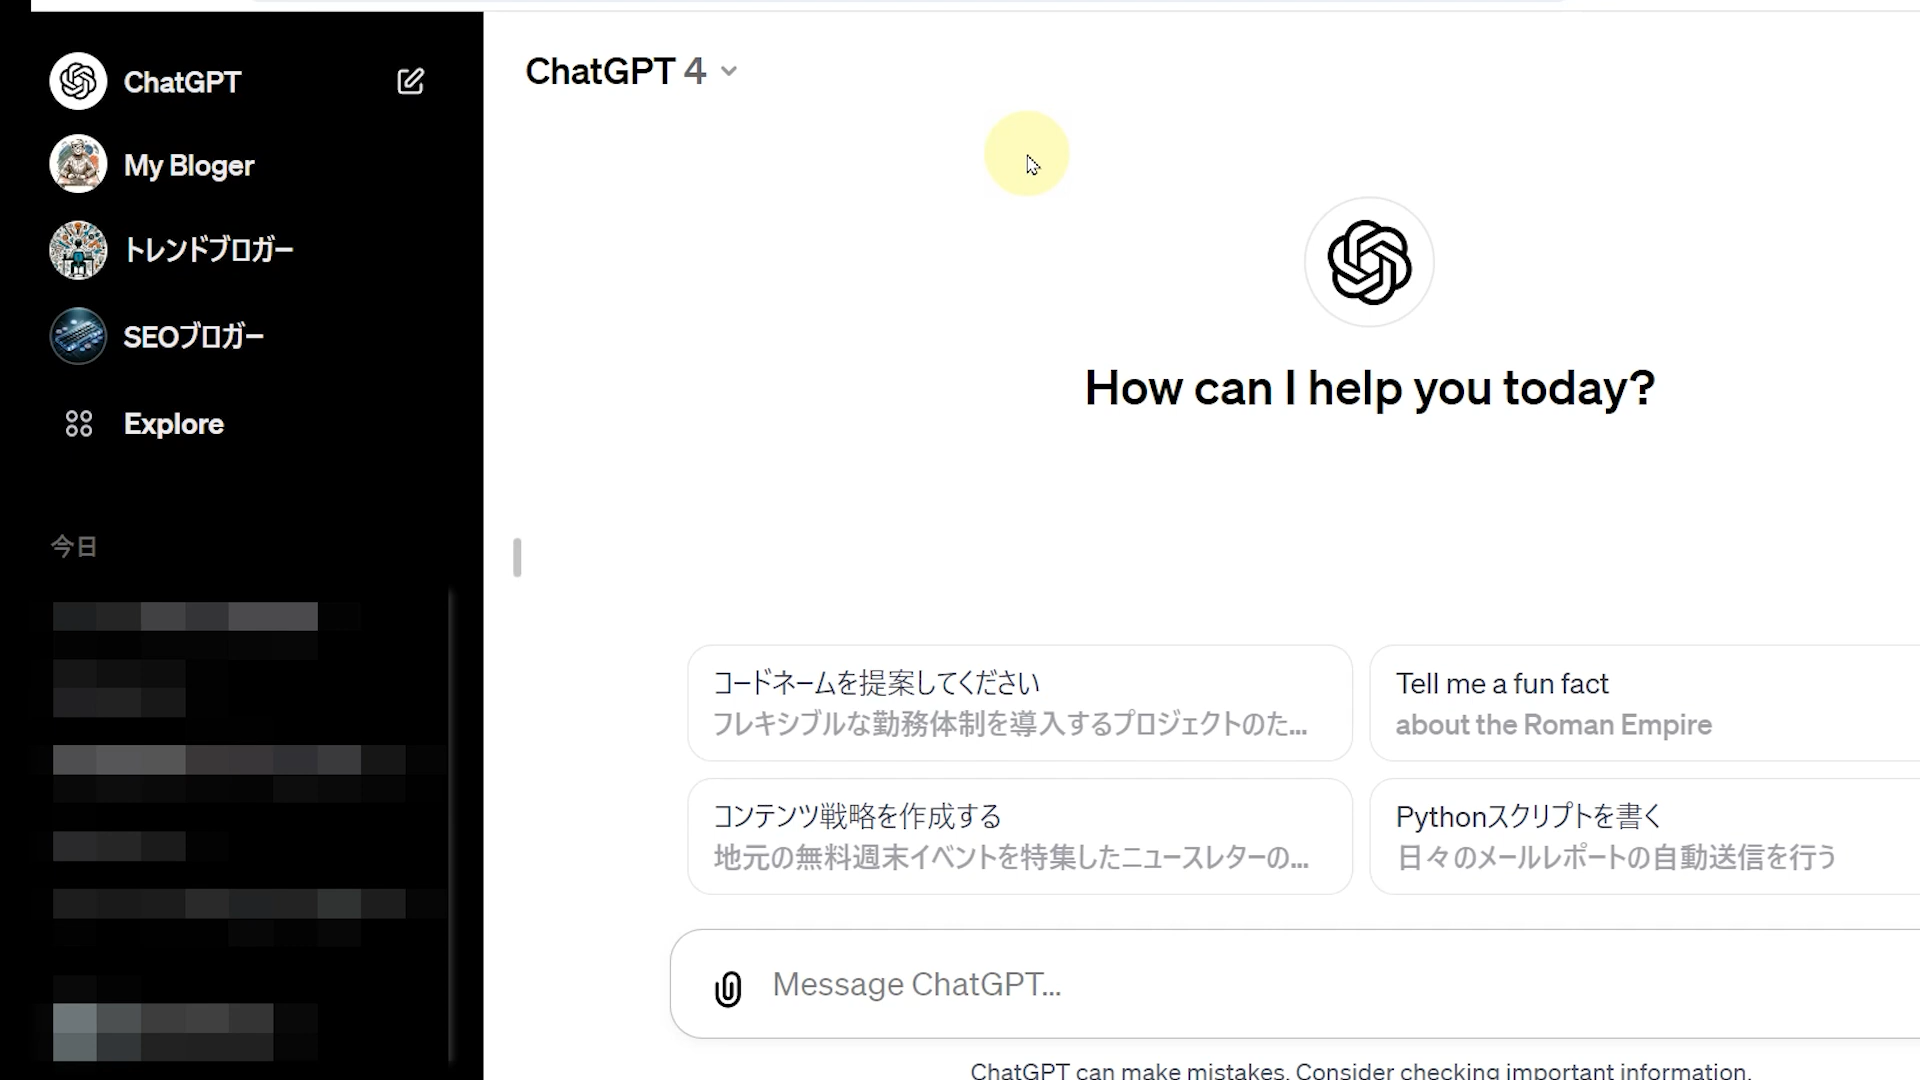 ChatGPT
My Bloger
トレンドブロガー
SEOブロガー
Explore
今日
ChatGPT 4
How can I help you today?
コードネームを提案してください
フレキシブルな勤務体制を導入するプロジェクトのた...
Tell me a fun fact
about the Roman Empire
コンテンツ戦略を作成する
地元の無料週末イベントを特集したニュースレターの...
Pythonスクリプトを書く
日々のメールレポートの自動送信を行う
Message ChatGPT...
ChatGPT can make mistakes. Consider checking important information.